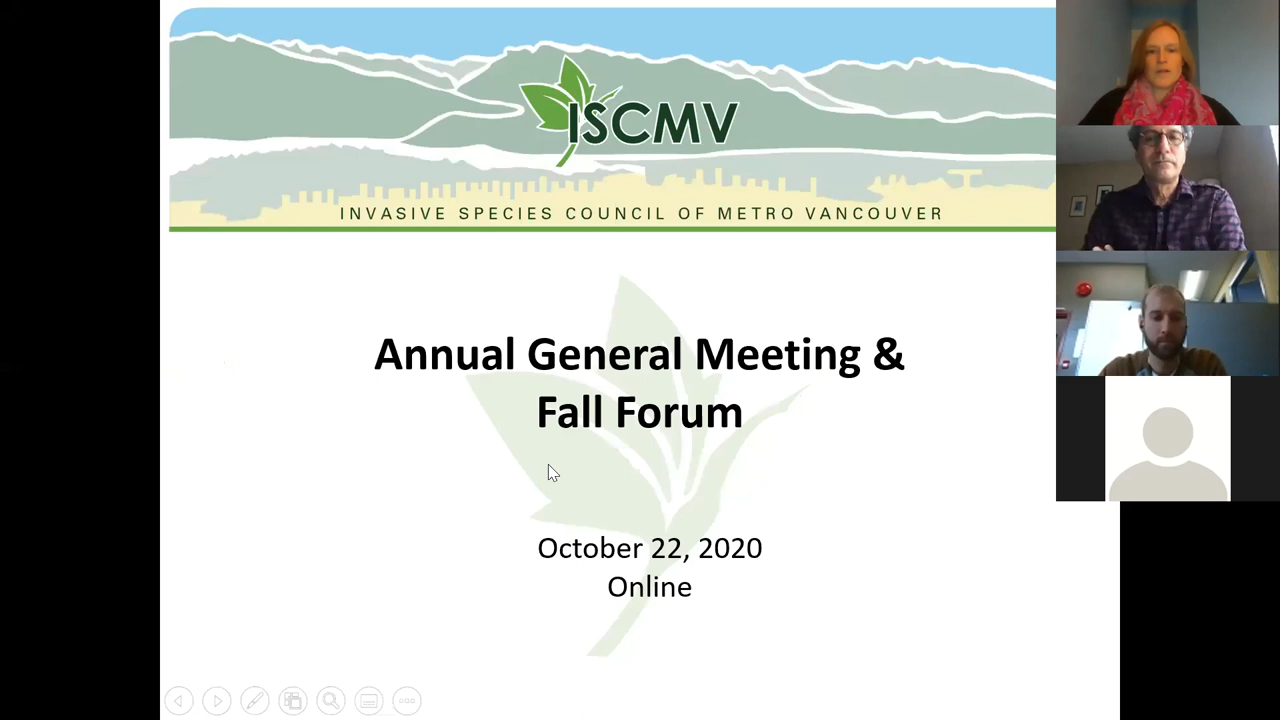 ISCMV
INVASIVE SPECIES COUNCIL OF METRO VANCOUVER
Annual General Meeting &
Fall Forum
October 22, 2020
Online